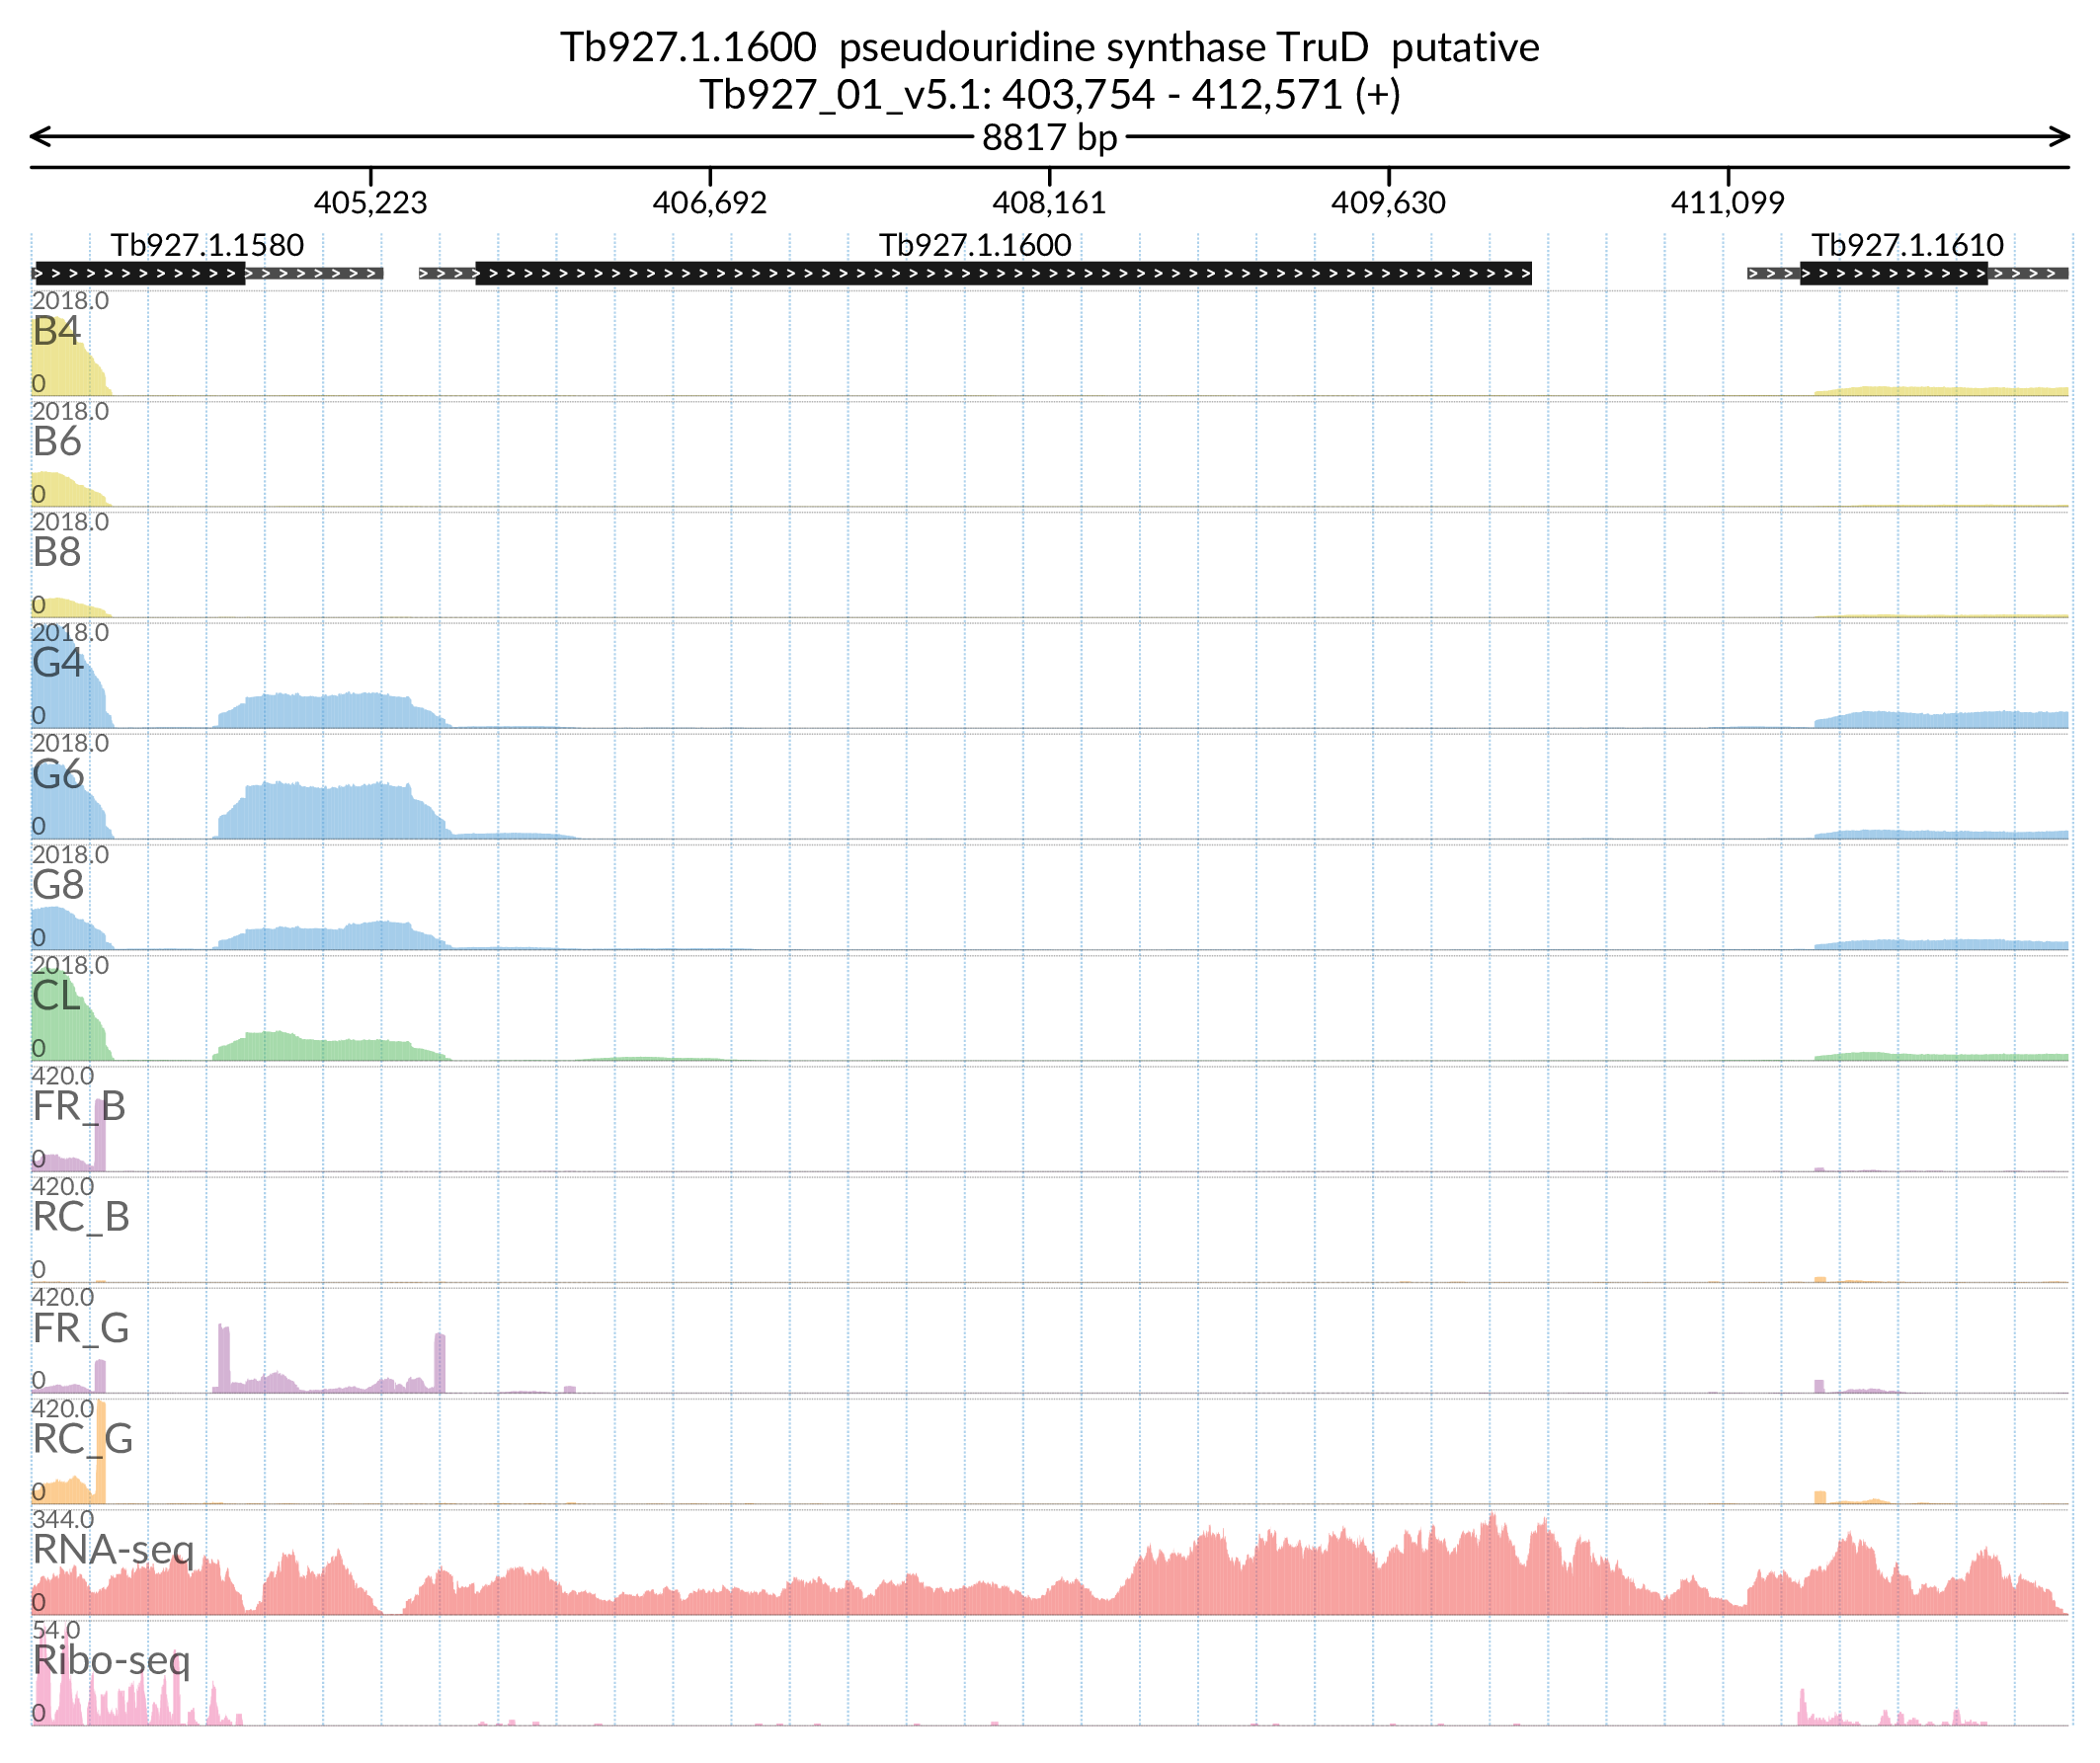 Tb927.1.1600 pseudouridine synthase TruD putative
Tb927_01_v5.1: 403,754 - 412,571 (+)
8817 bp
405,223 406,692 408,161 409,630 411,099
Tb927.1.1580 Tb927.1.1600 Tb927.1.1610
2018.0
B4
0
2018.0
B6
0
2018.0
B8
0
2018.0
G4
0
2018.0
G6
0
2018.0
G8
0
2018.0
CL
0
420.0
FR_B
0
420.0
RC_B
0
420.0
FR_G
0
420.0
RC_G
0
344.0
RNA-seq
0
54.0
Ribo-seq
0